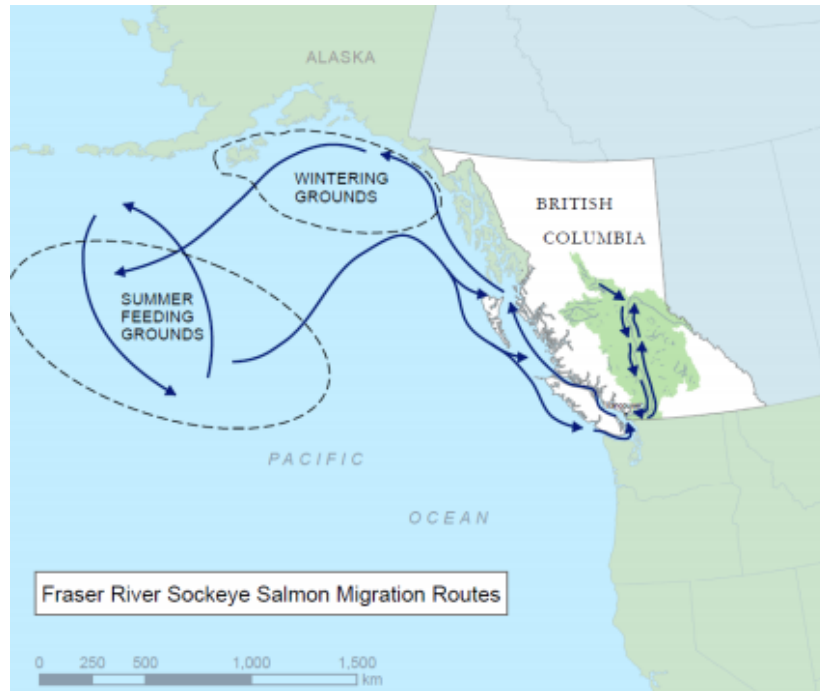 ALASKA
WINTERING
GROUNDS
BRITISH
COLUMBIA
SUMMER
FEEDING
GROUNDS
Vancouver
PACIFIC
OCEAN
Fraser River Sockeye Salmon Migration Routes
0 250 500 1,000 1,500
km